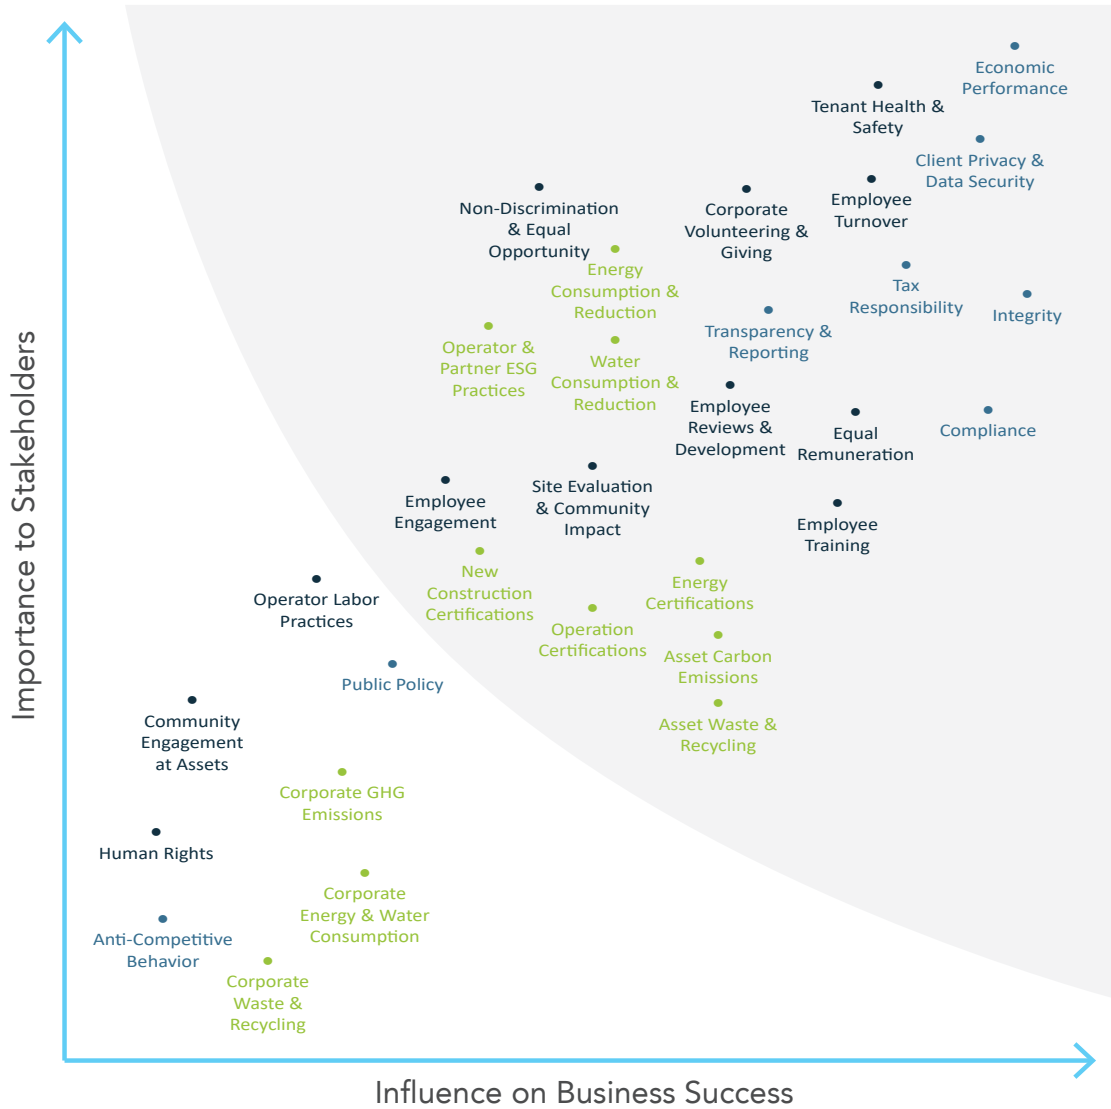 Economic
Performance
Tenant Health &
Safety
Client Privacy &
Data Security
Employee
Turnover
Non-Discrimination
& Equal
Opportunity
Corporate
Volunteering &
Giving
Energy
Consumption &
Reduction
Tax
Responsibility
Integrity
Transparency &
Reporting
Operator &
Partner ESG
Practices
Water
Consumption &
Reduction
Employee
Reviews &
Development
Equal
Remuneration
Compliance
Employee
Engagement
Site Evaluation
& Community
Impact
Employee
Training
New
Construction
Certifications
Energy
Certifications
Operator Labor
Practices
Operation
Certifications
Asset Carbon
Emissions
Public Policy
Asset Waste &
Recycling
Community
Engagement
at Assets
Corporate GHG
Emissions
Human Rights
Corporate
Energy & Water
Consumption
Anti-Competitive
Behavior
Corporate
Waste &
Recycling
Importance to Stakeholders
Influence on Business Success